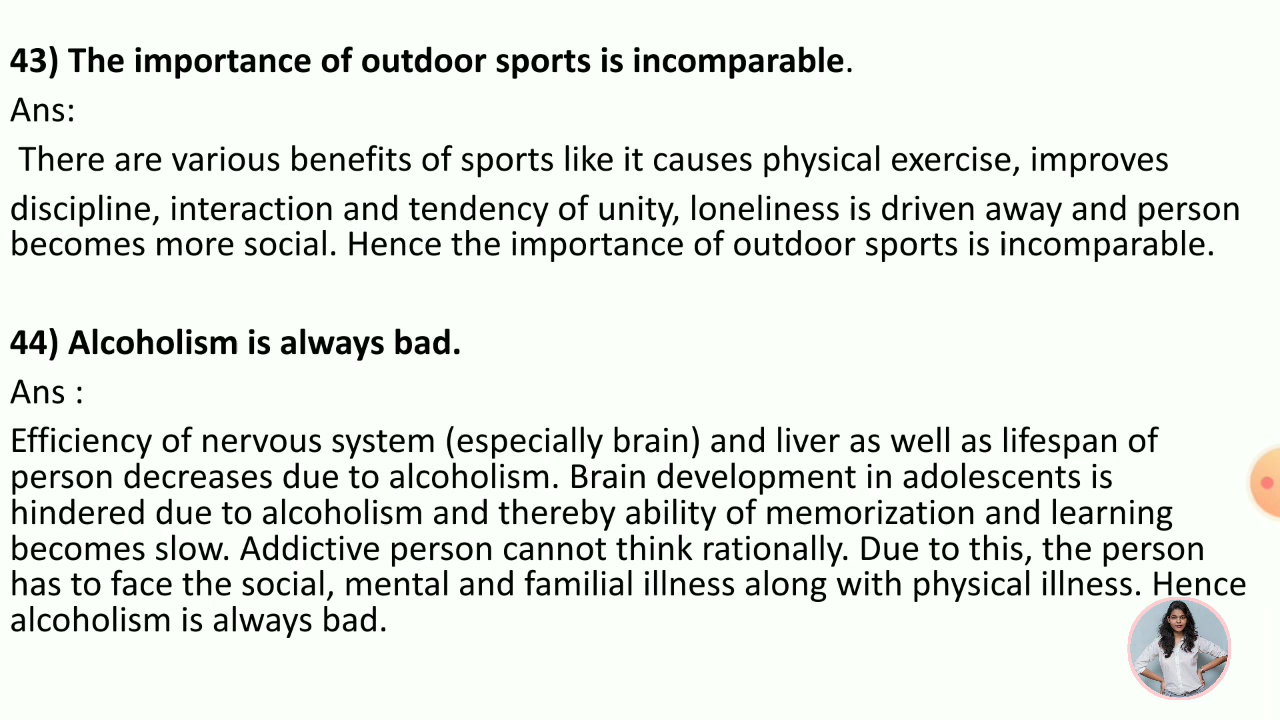 43) The importance of outdoor sports is incomparable.
Ans:
There are various benefits of sports like it causes physical exercise, improves
discipline, interaction and tendency of unity, loneliness is driven away and person
becomes more social. Hence the importance of outdoor sports is incomparable.
44) Alcoholism is always bad.
Ans :
Efficiency of nervous system (especially brain) and liver as well as lifespan of
person decreases due to alcoholism. Brain development in adolescents is
hindered due to alcoholism and thereby ability of memorization and learning
becomes slow. Addictive person cannot think rationally. Due to this, the person
has to face the social, mental and familial illness along with physical illness. Hence
alcoholism is always bad.